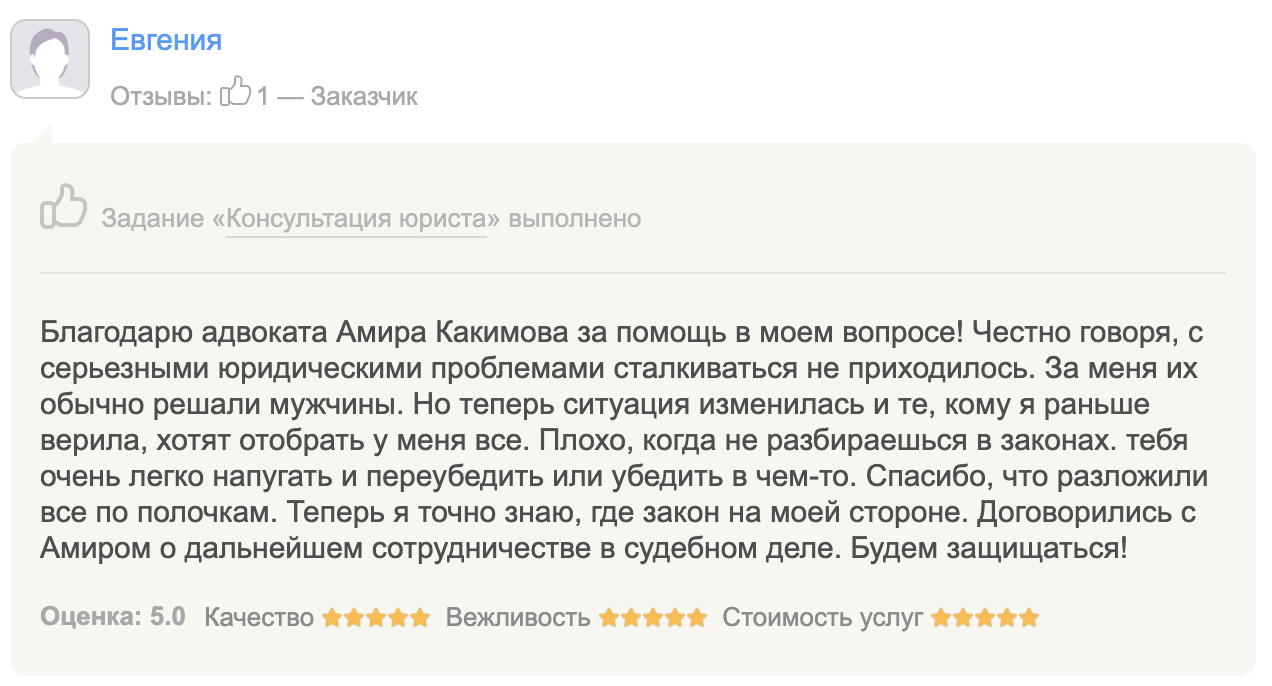 Евгения
Отзывы: 1 — Заказчик
Задание «Консультация юриста» выполнено
Благодарю адвоката Амира Какимова за помощь в моем вопросе! Честно говоря, с
серьезными юридическими проблемами сталкиваться не приходилось. За меня их
обычно решали мужчины. Но теперь ситуация изменилась и те, кому я раньше
верила, хотят отобрать у меня все. Плохо, когда не разбираешься в законах. тебя
очень легко напугать и переубедить или убедить в чем-то. Спасибо, что разложили
все по полочкам. Теперь я точно знаю, где закон на моей стороне. Договорились с
Амиром о дальнейшем сотрудничестве в судебном деле. Будем защищаться!
Оценка: 5.0 Качество Вежливость Стоимость услуг